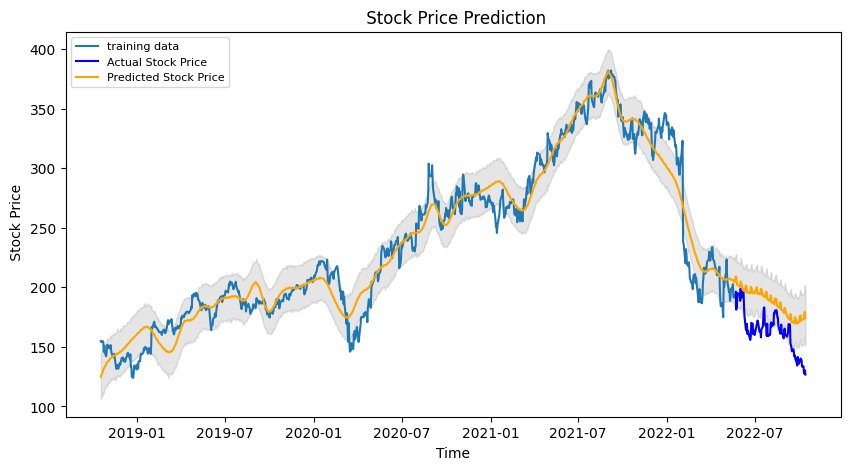 Stock Price Prediction
training data
Actual Stock Price
Predicted Stock Price
400
350
300
250
200
150
100
Stock Price
2019-01 2019-07 2020-01 2020-07 2021-01 2021-07 2022-01 2022-07
Time